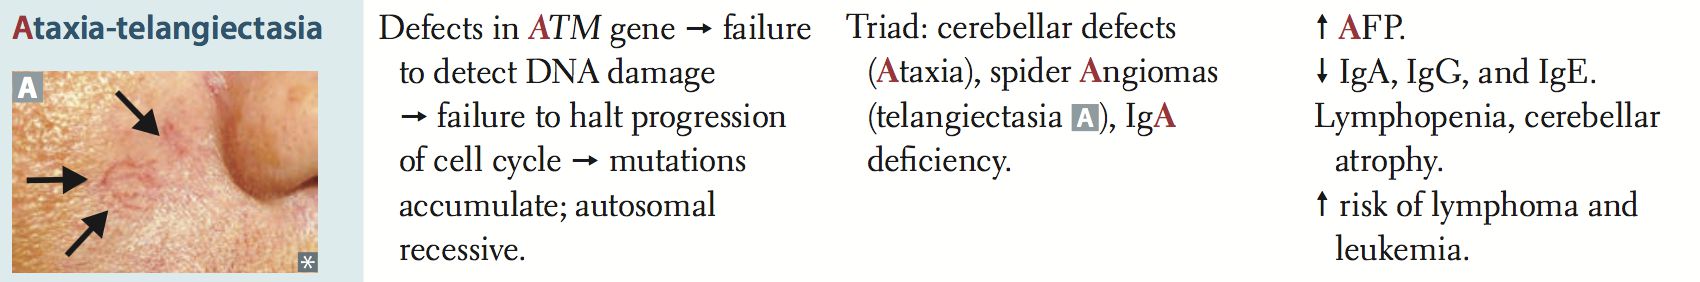 Ataxia-telangiectasia
A
*
Defects in ATM gene → failure
to detect DNA damage
→ failure to halt progression
of cell cycle → mutations
accumulate; autosomal
recessive.
Triad: cerebellar defects
(Ataxia), spider Angiomas
(telangiectasia A), IgA
deficiency.
↑ AFP.
↓ IgA, IgG, and IgE.
Lymphopenia, cerebellar
atrophy.
↑ risk of lymphoma and
leukemia.